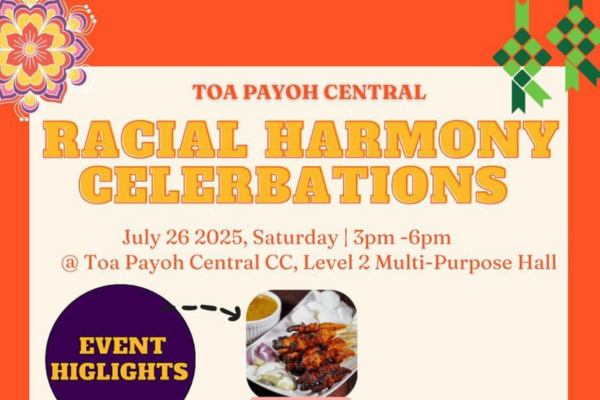 TOA PAYOH CENTRAL
RACIAL HARMONY
CELERBATIONS
July 26 2025, Saturday | 3pm -6pm
@ Toa Payoh Central CC, Level 2 Multi-Purpose Hall
EVENT
HIGLIGHTS